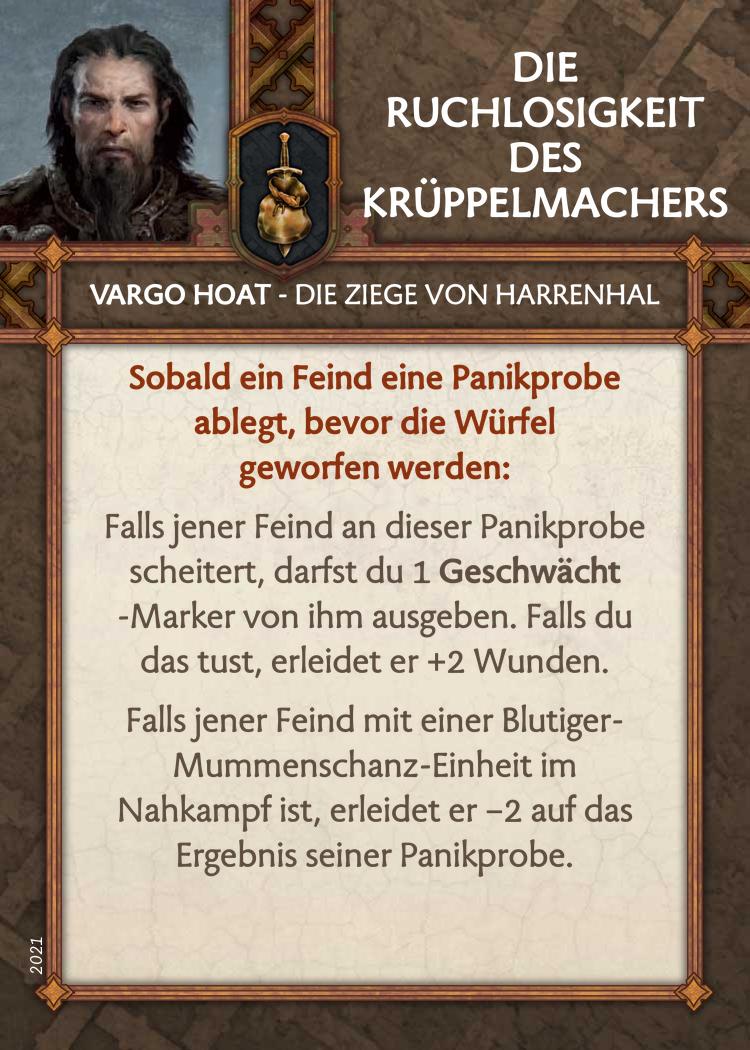 DIE
RUCHLOSIGKEIT
DES
KRÜPPELMACHERS
VARGO HOAT - DIE ZIEGE VON HARRENHAL
Sobald ein Feind eine Panikprobe
ablegt, bevor die Würfel
geworfen werden:
Falls jener Feind an dieser Panikprobe
scheitert, darfst du 1 Geschwächt
-Marker von ihm ausgeben. Falls du
das tust, erleidet er +2 Wunden.
Falls jener Feind mit einer Blutiger-
Mummenschanz-Einheit im
Nahkampf ist, erleidet er –2 auf das
Ergebnis seiner Panikprobe.
2021